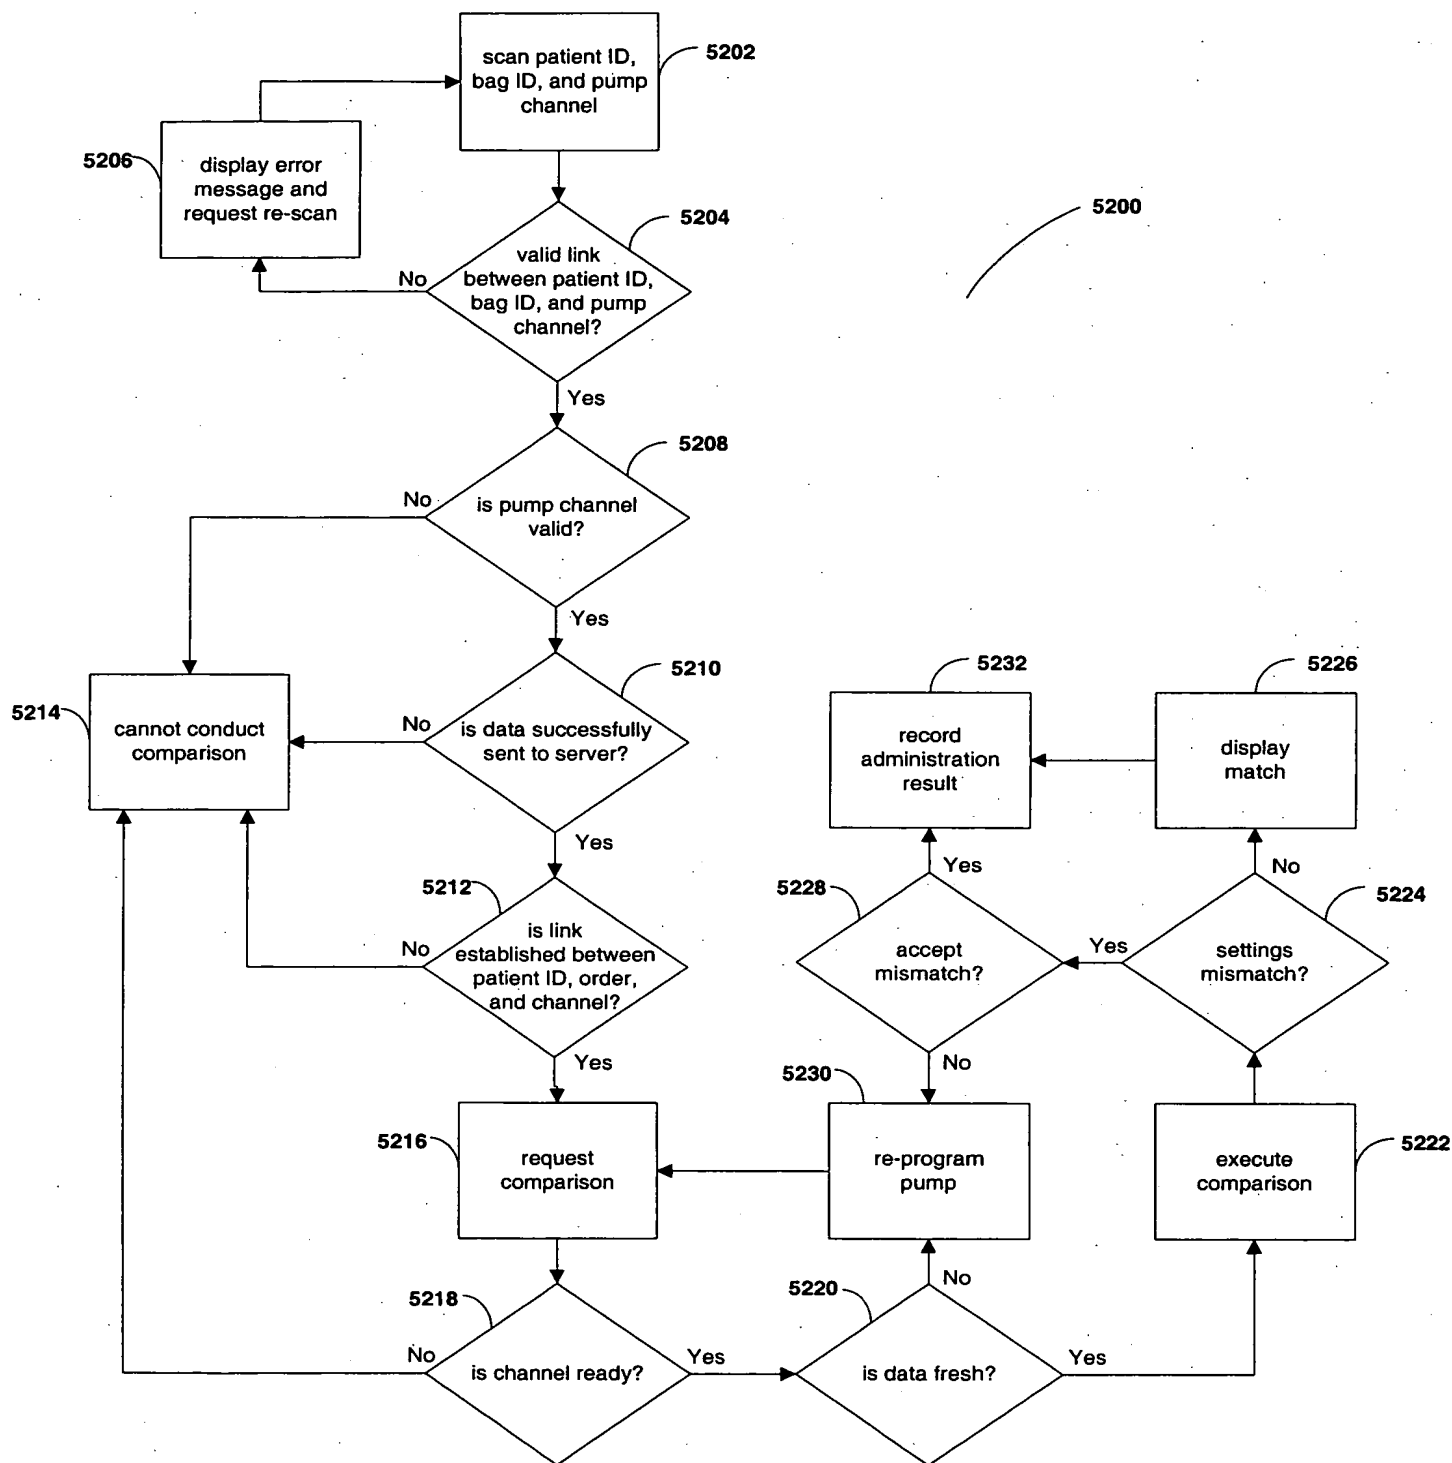 scan patient ID,
bag ID, and pump
channel
5202
5206
display error
message and
request re-scan
5204
valid link
between patient ID,
bag ID, and pump
channel?
No
Yes
5200
5208
is pump channel
valid?
No
Yes
5210
is data successfully
sent to server?
No
Yes
5214
cannot conduct
comparison
5212
is link
established between
patient ID, order,
and channel?
No
Yes
5232
record
administration
result
5226
display
match
Yes
No
5228
accept
mismatch?
Yes
5224
settings
mismatch?
No
5216
request
comparison
5230
re-program
pump
5222
execute
comparison
5218
is channel ready?
No
Yes
5220
is data fresh?
No
Yes